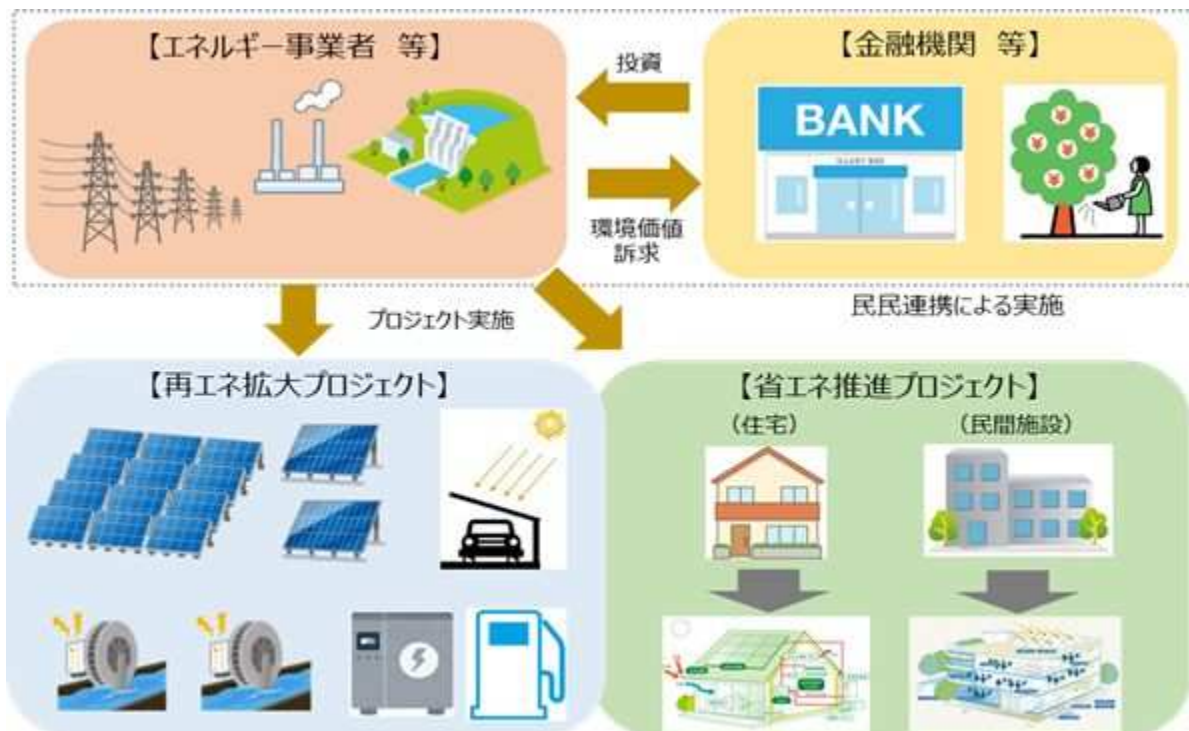 【エネルギー事業者 等】
【金融機関 等】
投資
BANK
環境価値
訴求
プロジェクト実施
民民連携による実施
【再エネ拡大プロジェクト】
【省エネ推進プロジェクト】
（住宅）
（民間施設）